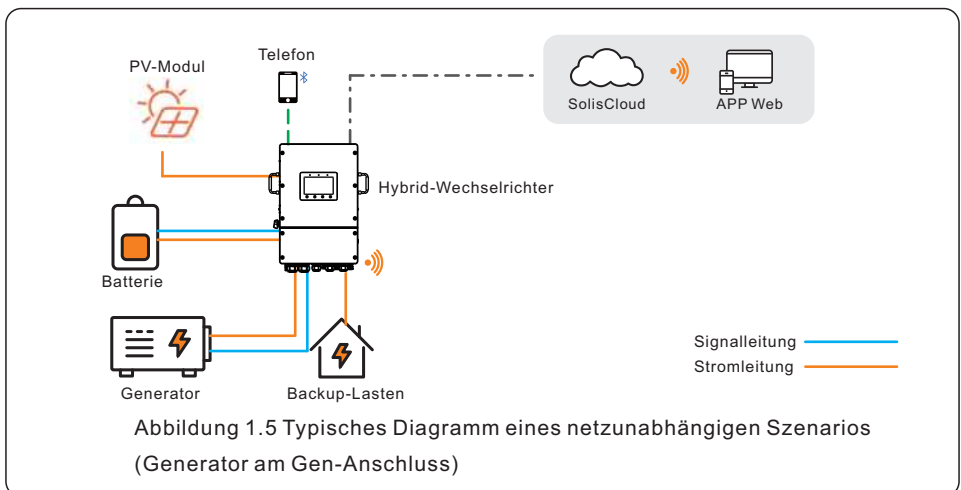 Telefon
PV-Modul
SolisCloud
APP Web
Hybrid-Wechselrichter
Batterie
Signalleitung
Stromleitung
Generator
Backup-Lasten
Abbildung 1.5 Typisches Diagramm eines netzunabhängigen Szenarios
(Generator am Gen-Anschluss)